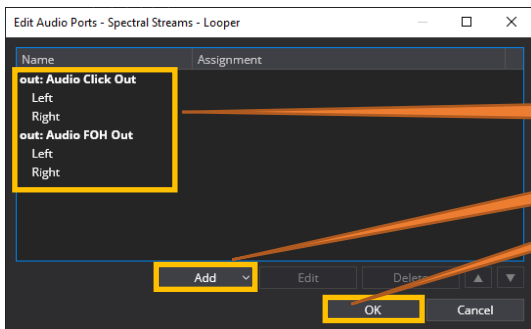 Edit Audio Ports - Spectral Streams - Looper
Name Assignment
out: Audio Click Out
Left
Right
out: Audio FOH Out
Left
Right
Add Edit Delete
OK Cancel